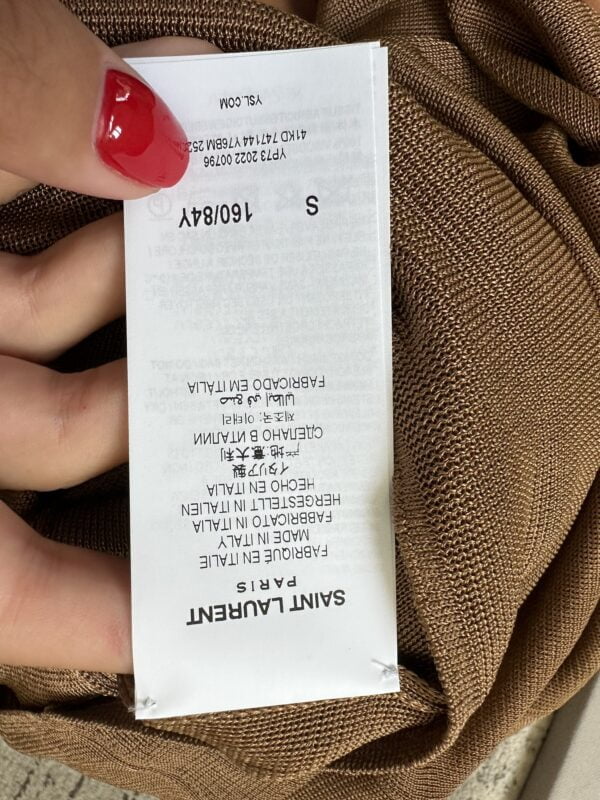 SAINT LAURENT
PARIS
FABRIQUÉ EN ITALIE
MADE IN ITALY
FABBRICATO IN ITALIA
HERGESTELLT IN ITALIEN
HECHO EN ITALIA
イタリア製
产地:意大利
СДЕЛАНО В ИТАЛИИ
제조국: 이태리
صنع في إيطاليا
FABRICADO EM ITALIA
S 160/84Y
YP73 2022 00796
41KD 747144 Y76BM
YSL.COM